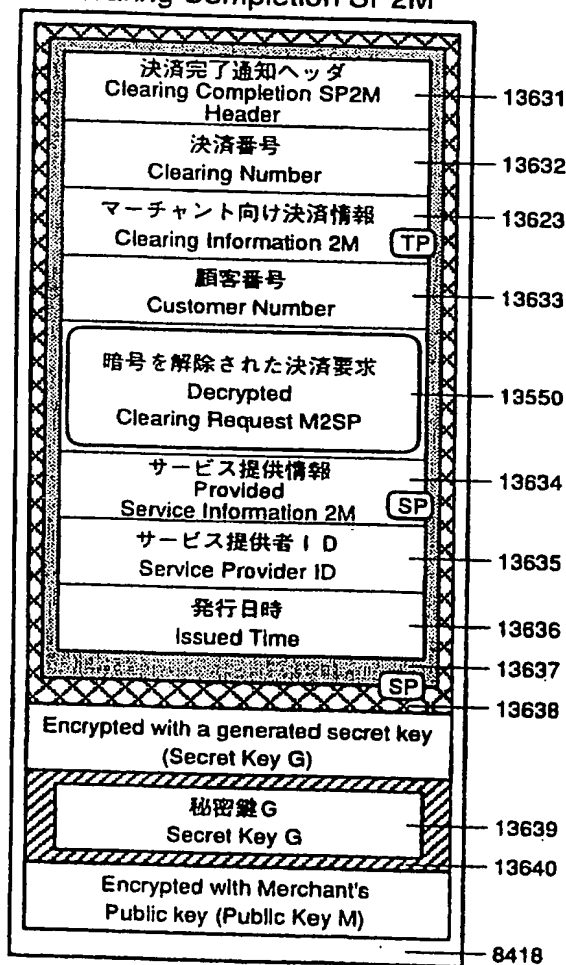 Completion SP2M
決済完了通知ヘッダ
Clearing Completion SP2M
Header
13631
決済番号
Clearing Number
13632
マーチャント向け決済情報
Clearing Information 2M
TP
13623
顧客番号
Customer Number
13633
暗号を解除された決済要求
Decrypted
Clearing Request M2SP
13550
サービス提供情報
Provided
Service Information 2M
SP
13634
サービス提供者ID
Service Provider ID
13635
発行日時
Issued Time
13636
13637
SP
13638
Encrypted with a generated secret key
(Secret Key G)
秘密鍵G
Secret Key G
13639
13640
Encrypted with Merchant's
Public key (Public Key M)
8418